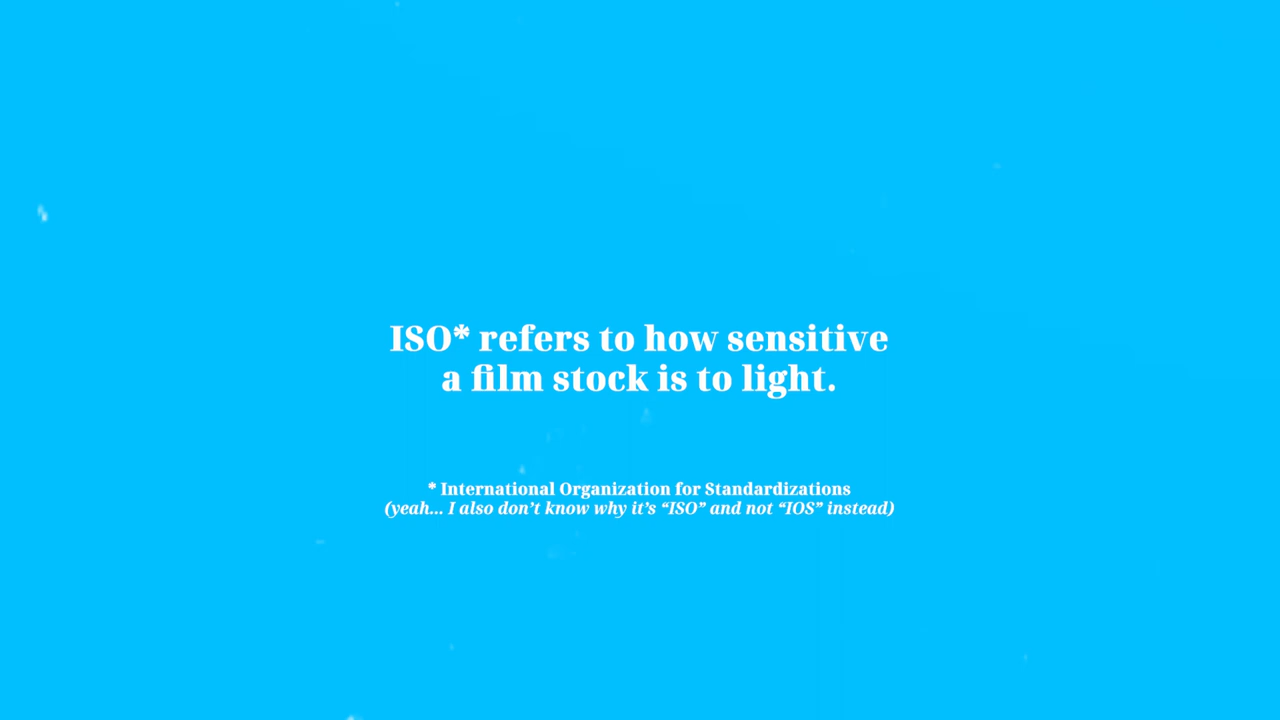 ISO* refers to how sensitive
a film stock is to light.
* International Organization for Standardizations
(yeah... I also don’t know why it’s “ISO” and not “IOS” instead)